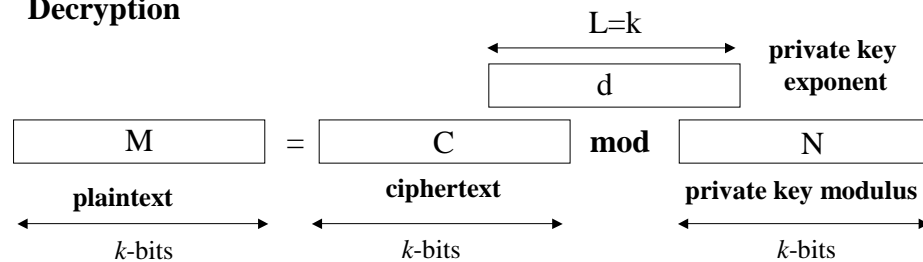 Decryption
L=k
private key
exponent
d
M = C mod N
plaintext ciphertext private key modulus
k-bits k-bits k-bits